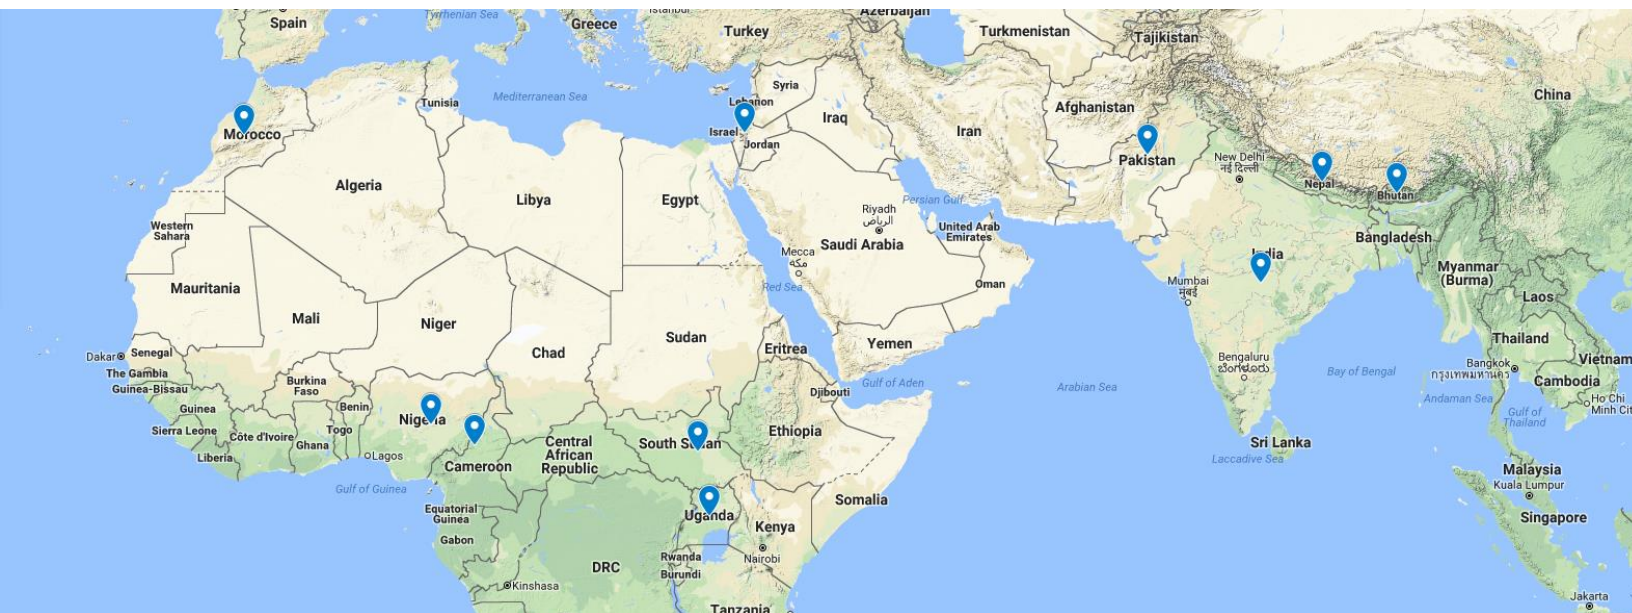 Spain
Tyrrhenian Sea
Greece
Istanbul
Turkey
Azerbaijan
Turkmenistan
Tajikistan
China
Tunisia
Mediterranean Sea
Syria
Lebanon
Israel
Jordan
Iraq
Iran
Afghanistan
Pakistan
Morocco
Algeria
Libya
Egypt
Persian Gulf
Riyadh
الرياض
Saudi Arabia
United Arab
Emirates
New Delhi
नई दिल्ली
Nepal
Bhutan
Bangladesh
Western
Sahara
Mecca
مكة
India
Mumbai
मुंबई
Myanmar
(Burma)
Mauritania
Mali
Niger
Chad
Sudan
Red Sea
Oman
Laos
Eritrea
Yemen
Thailand
Vietnam
Dakar
Senegal
The Gambia
Guinea-Bissau
Guinea
Sierra Leone
Liberia
Burkina
Faso
Côte d'Ivoire
Ghana
Togo
Benin
Nigeria
Lagos
Cameroon
Central
African
Republic
South Sudan
Ethiopia
Djibouti
Gulf of Aden
Arabian Sea
Bengaluru
ಬೆಂಗಳೂರು
Bay of Bengal
Bangkok
กรุงเทพมหานคร
Cambodia
Andaman Sea
Gulf of
Thailand
Ho Chi
Minh Cit
Sri Lanka
Laccadive Sea
Malaysia
Kuala Lumpur
Singapore
Gulf of Guinea
Equatorial
Guinea
Gabon
Uganda
Kenya
Somalia
Rwanda
Burundi
Nairobi
DRC
Kinshasa
Tanzania
Jakarta